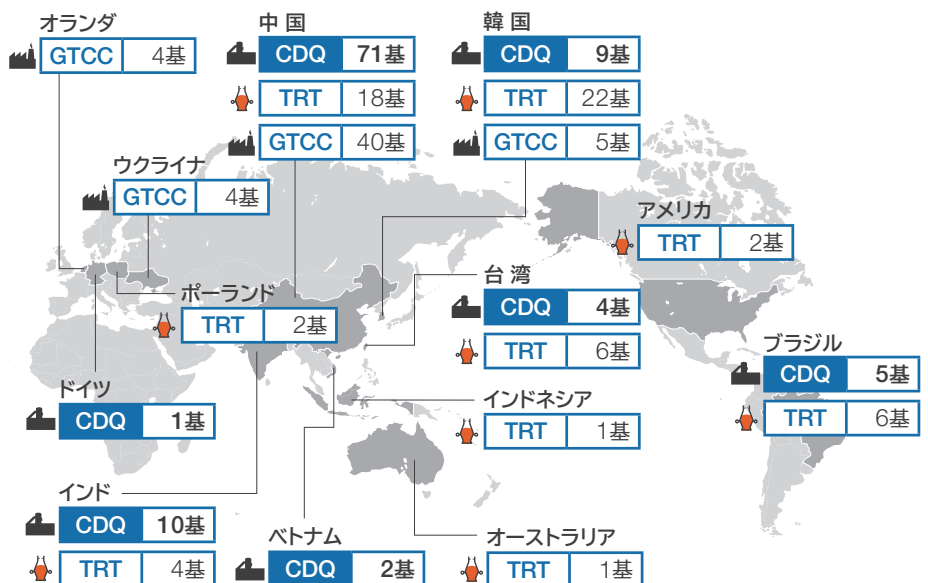 オランダ
GTCC 4基
中 国
CDQ 71基
TRT 18基
GTCC 40基
韓 国
CDQ 9基
TRT 22基
GTCC 5基
ウクライナ
GTCC 4基
アメリカ
TRT 2基
ポーランド
TRT 2基
台 湾
CDQ 4基
TRT 6基
ブラジル
CDQ 5基
TRT 6基
ドイツ
CDQ 1基
インドネシア
TRT 1基
インド
CDQ 10基
TRT 4基
ベトナム
CDQ 2基
オーストラリア
TRT 1基